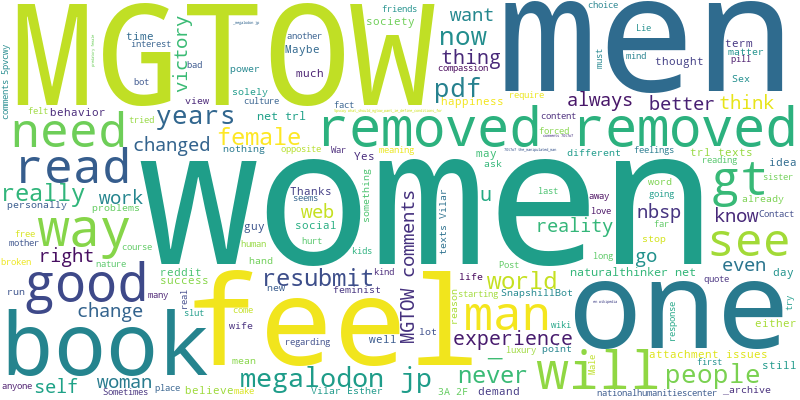 MGTOW
men
_megalodon jp
friends
choice
Lie
interest
time
another
Maybe
society
want
now
term
matter
victory
culture
bad
bot
power
much
thing
compassion
mind
thought
pill
must
Sex
comments 5pvcwy
solely
view
pdf
happiness
require
felt
behavior
tried
years
fact
always
better
think
need
net trl
removed removed
content
forced
changed
female
nothing
opposite
War
meaning
may
ask
different
feelings
trl texts
reading
idea
sister
read
women
Yes
word
going
already
really
work
Thanks
seems
something
texts Vilar
u
last
away
love
gt
personally
problems
guy
web
social
reality
nbsp
know
Contact
way
free
mother
broken
course
nature
human
hand
hurt
kids
MGTOW comments
go
far
stop
long
see
right
reddit
success
resubmit
world
naturalthinker net
even
day
good
run
many
real
slut
new
kind
feminist
life
starting
Post
SnapshillBot
quote
try
book
change
feel
man
reason
wiki
one
response
either
wife
come
regarding
well
lot
experience
point
luxury
Male
attachment issues
first
still
self
woman
mean
make
megalodon jp
_
never
will
people
anyone
Sometimes
place
believe
Vilar Esther
3A 2F
demand
nationalhumanitiescenter
_archive